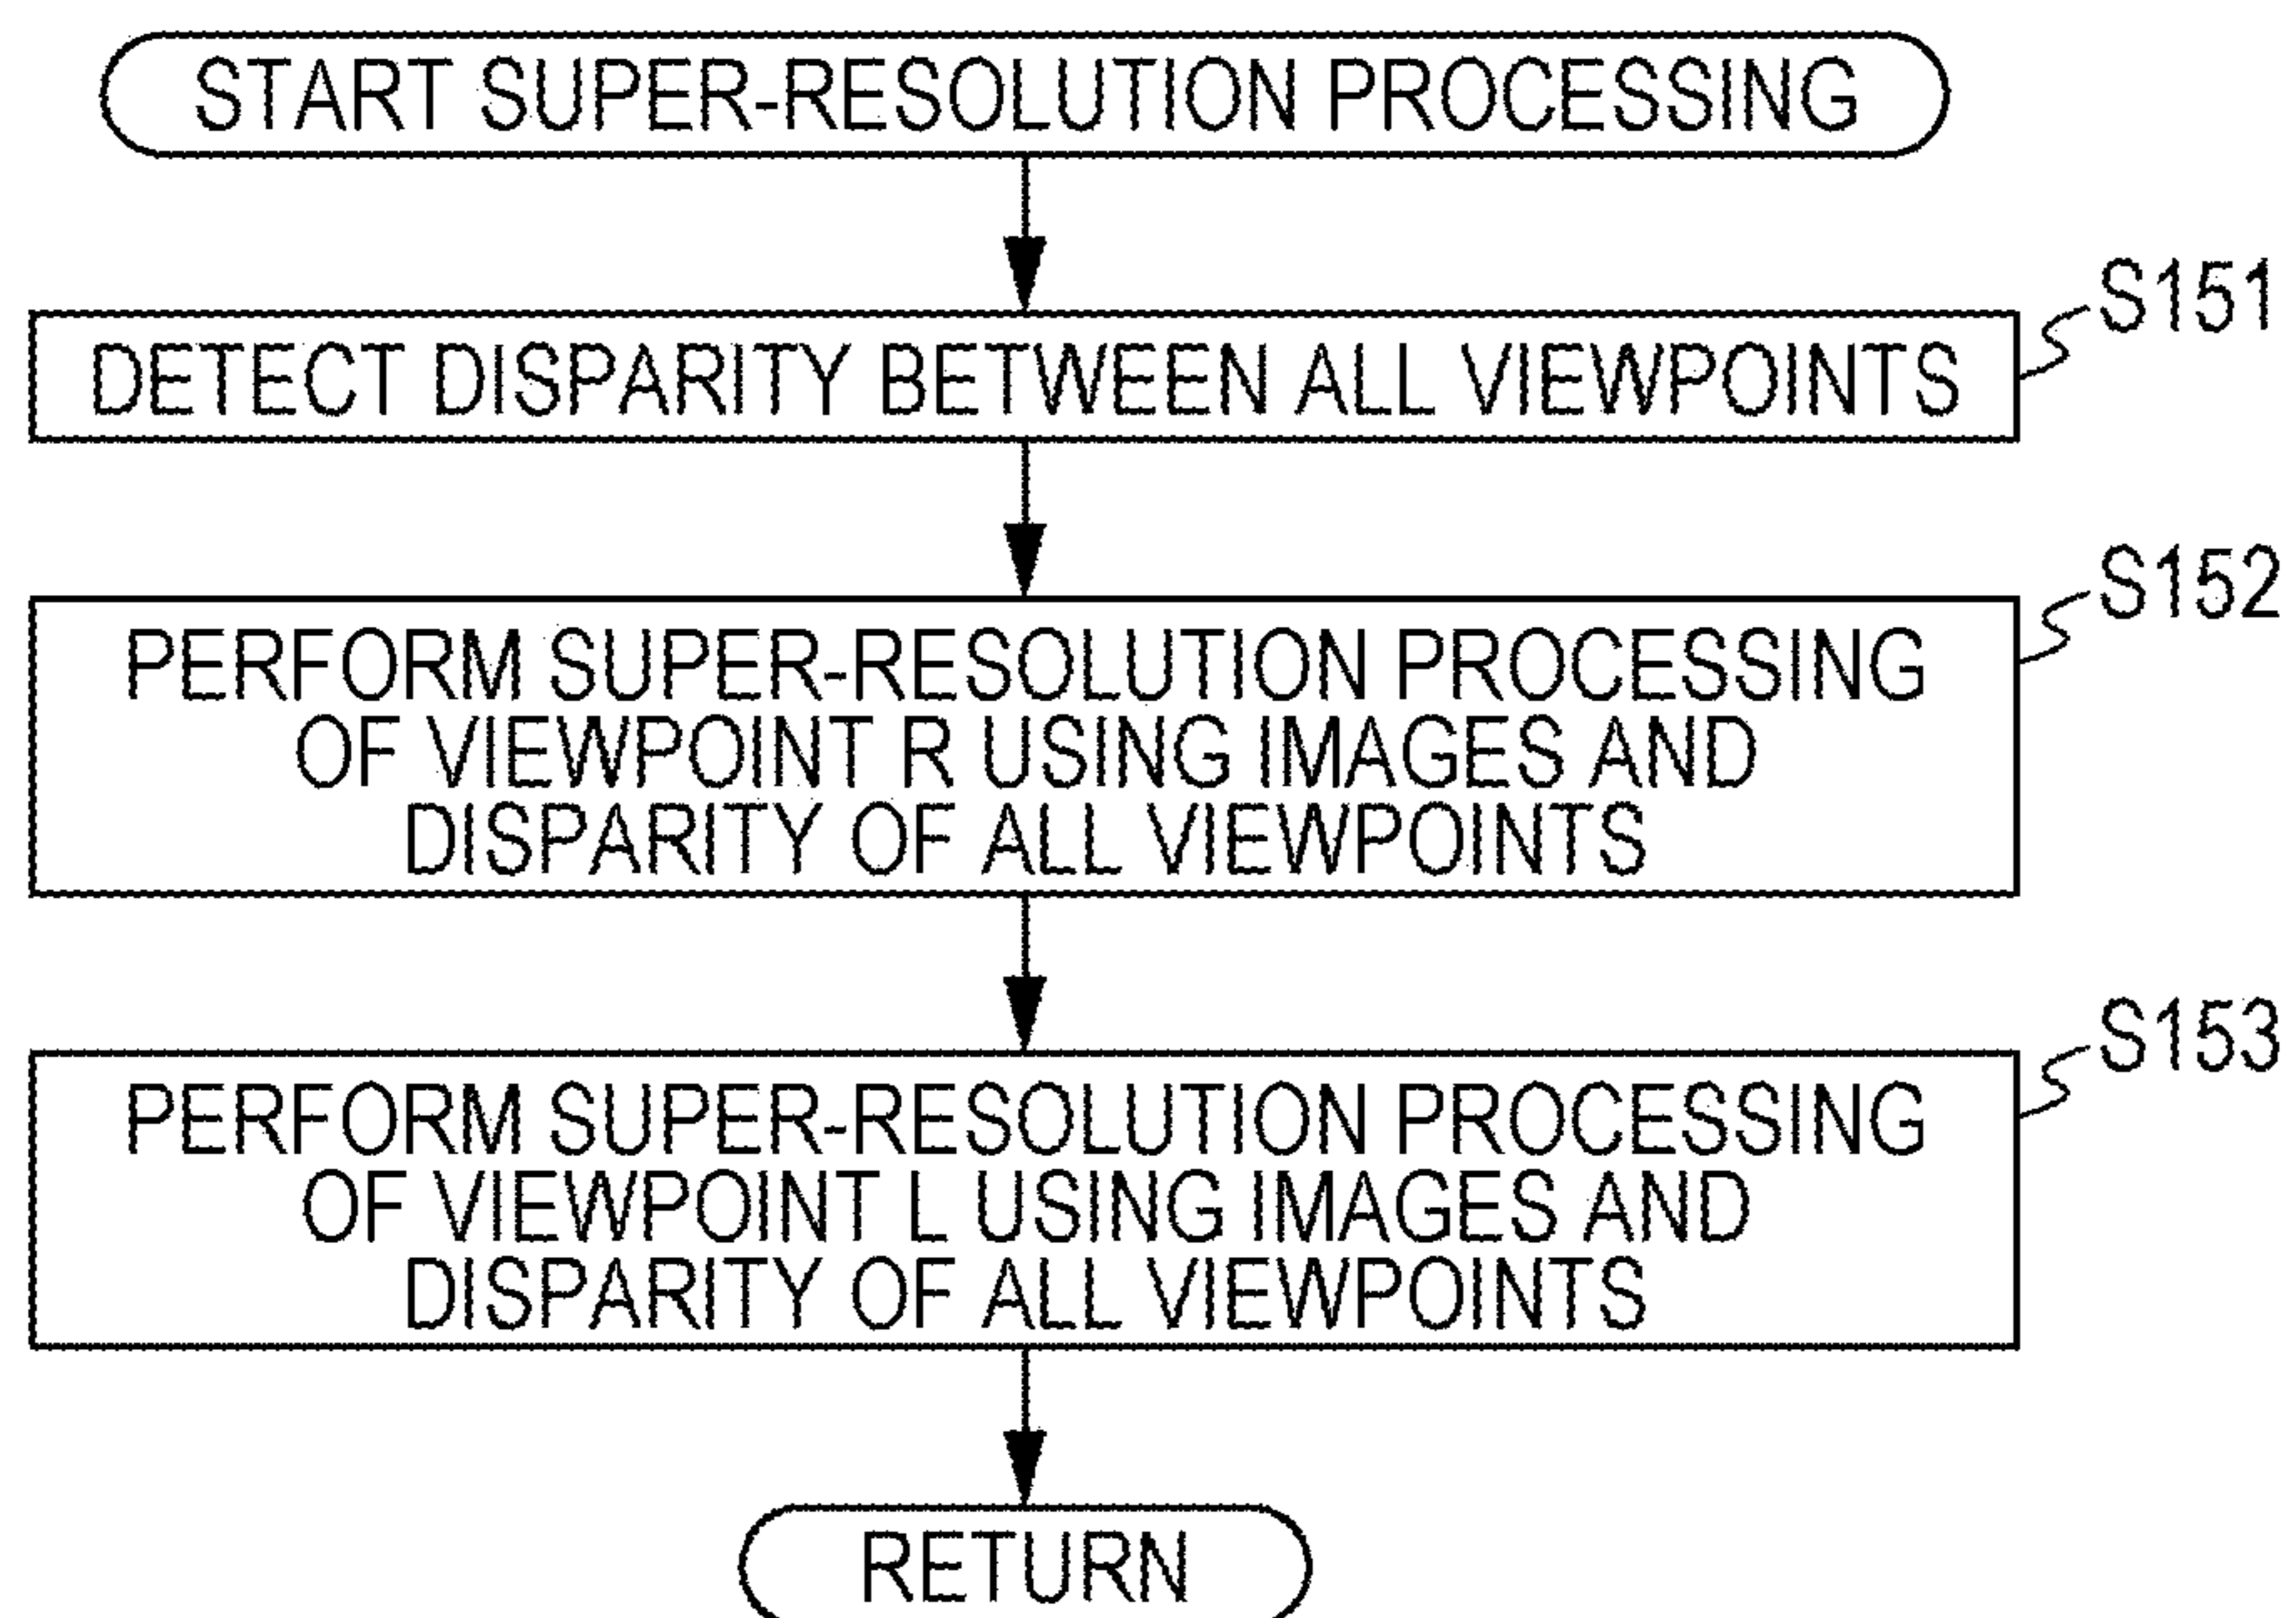 START SUPER-RESOLUTION PROCESSING
S151
DETECT DISPARITY BETWEEN ALL VIEWPOINTS
S152
PERFORM SUPER-RESOLUTION PROCESSING
OF VIEWPOINT R USING IMAGES AND
DISPARITY OF ALL VIEWPOINTS
S153
PERFORM SUPER-RESOLUTION PROCESSING
OF VIEWPOINT L USING IMAGES AND
DISPARITY OF ALL VIEWPOINTS
RETURN